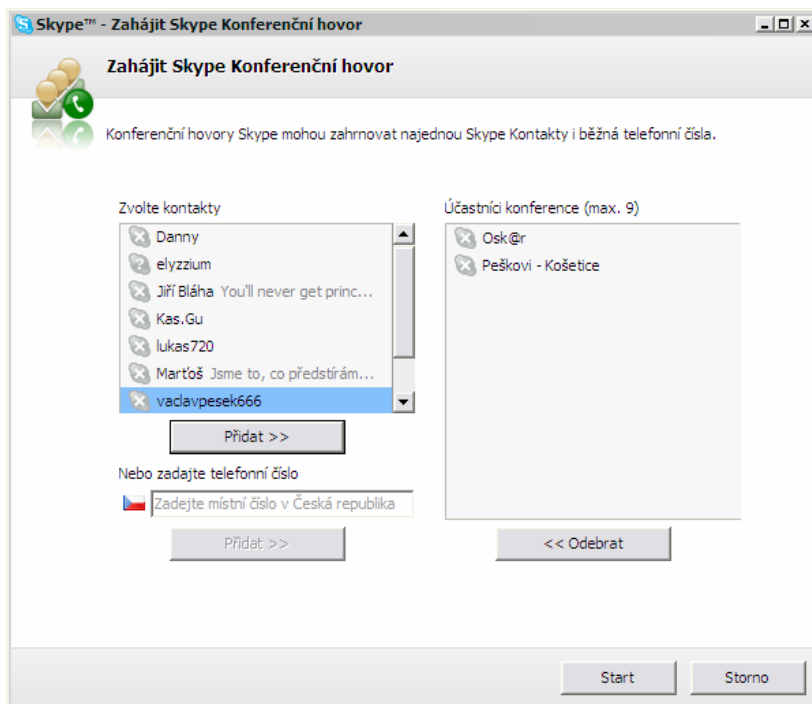 Skype™ - Zahájit Skype Konferenční hovor
Zahájit Skype Konferenční hovor
Konferenční hovory Skype mohou zahrnovat najednou Skype Kontakty i běžná telefonní čísla.
Zvolte kontakty
Danny
elyzzium
Jiří Bláha You'll never get princ...
Kas.Gu
lukas720
Marťoš Jsme to, co předstírám...
vaclavpesek666
Přidat >>
Nebo zadajte telefonní číslo
Zadejte místní číslo v Česká republika
Přidat >>
Účastníci konference (max. 9)
Osk@r
Peškovi - Košetice
<< Odebrat
Start
Storno